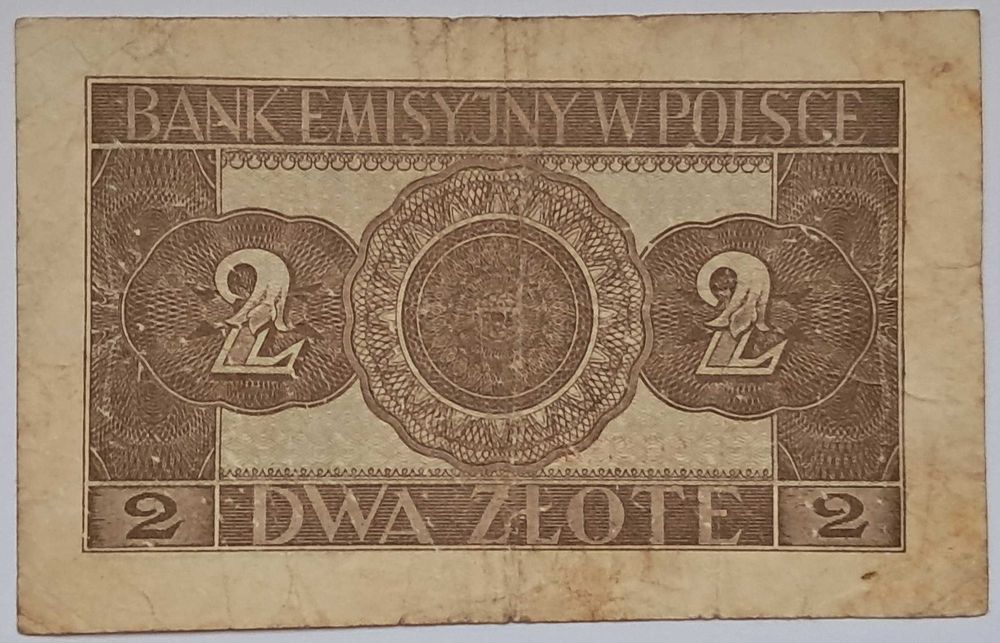 BANK EMISYJNY W POLSCE
2 2
2 DWA ZŁOTE 2